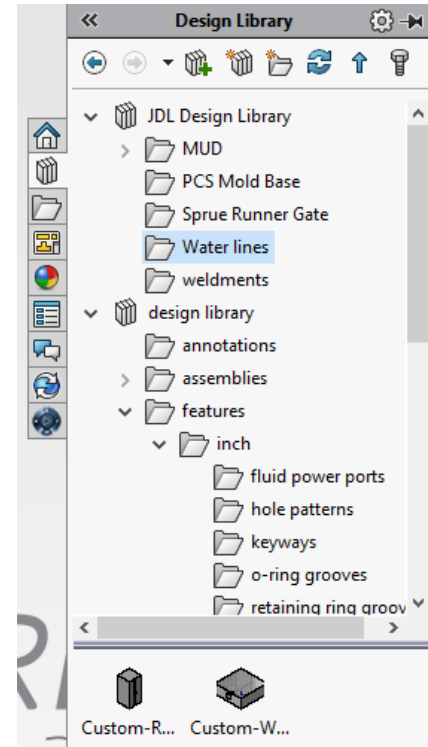 Design Library
JDL Design Library
MUD
PCS Mold Base
Sprue Runner Gate
Water lines
weldments
design library
annotations
assemblies
features
inch
fluid power ports
hole patterns
keyways
o-ring grooves
retaining ring groov
Custom-R... Custom-W...